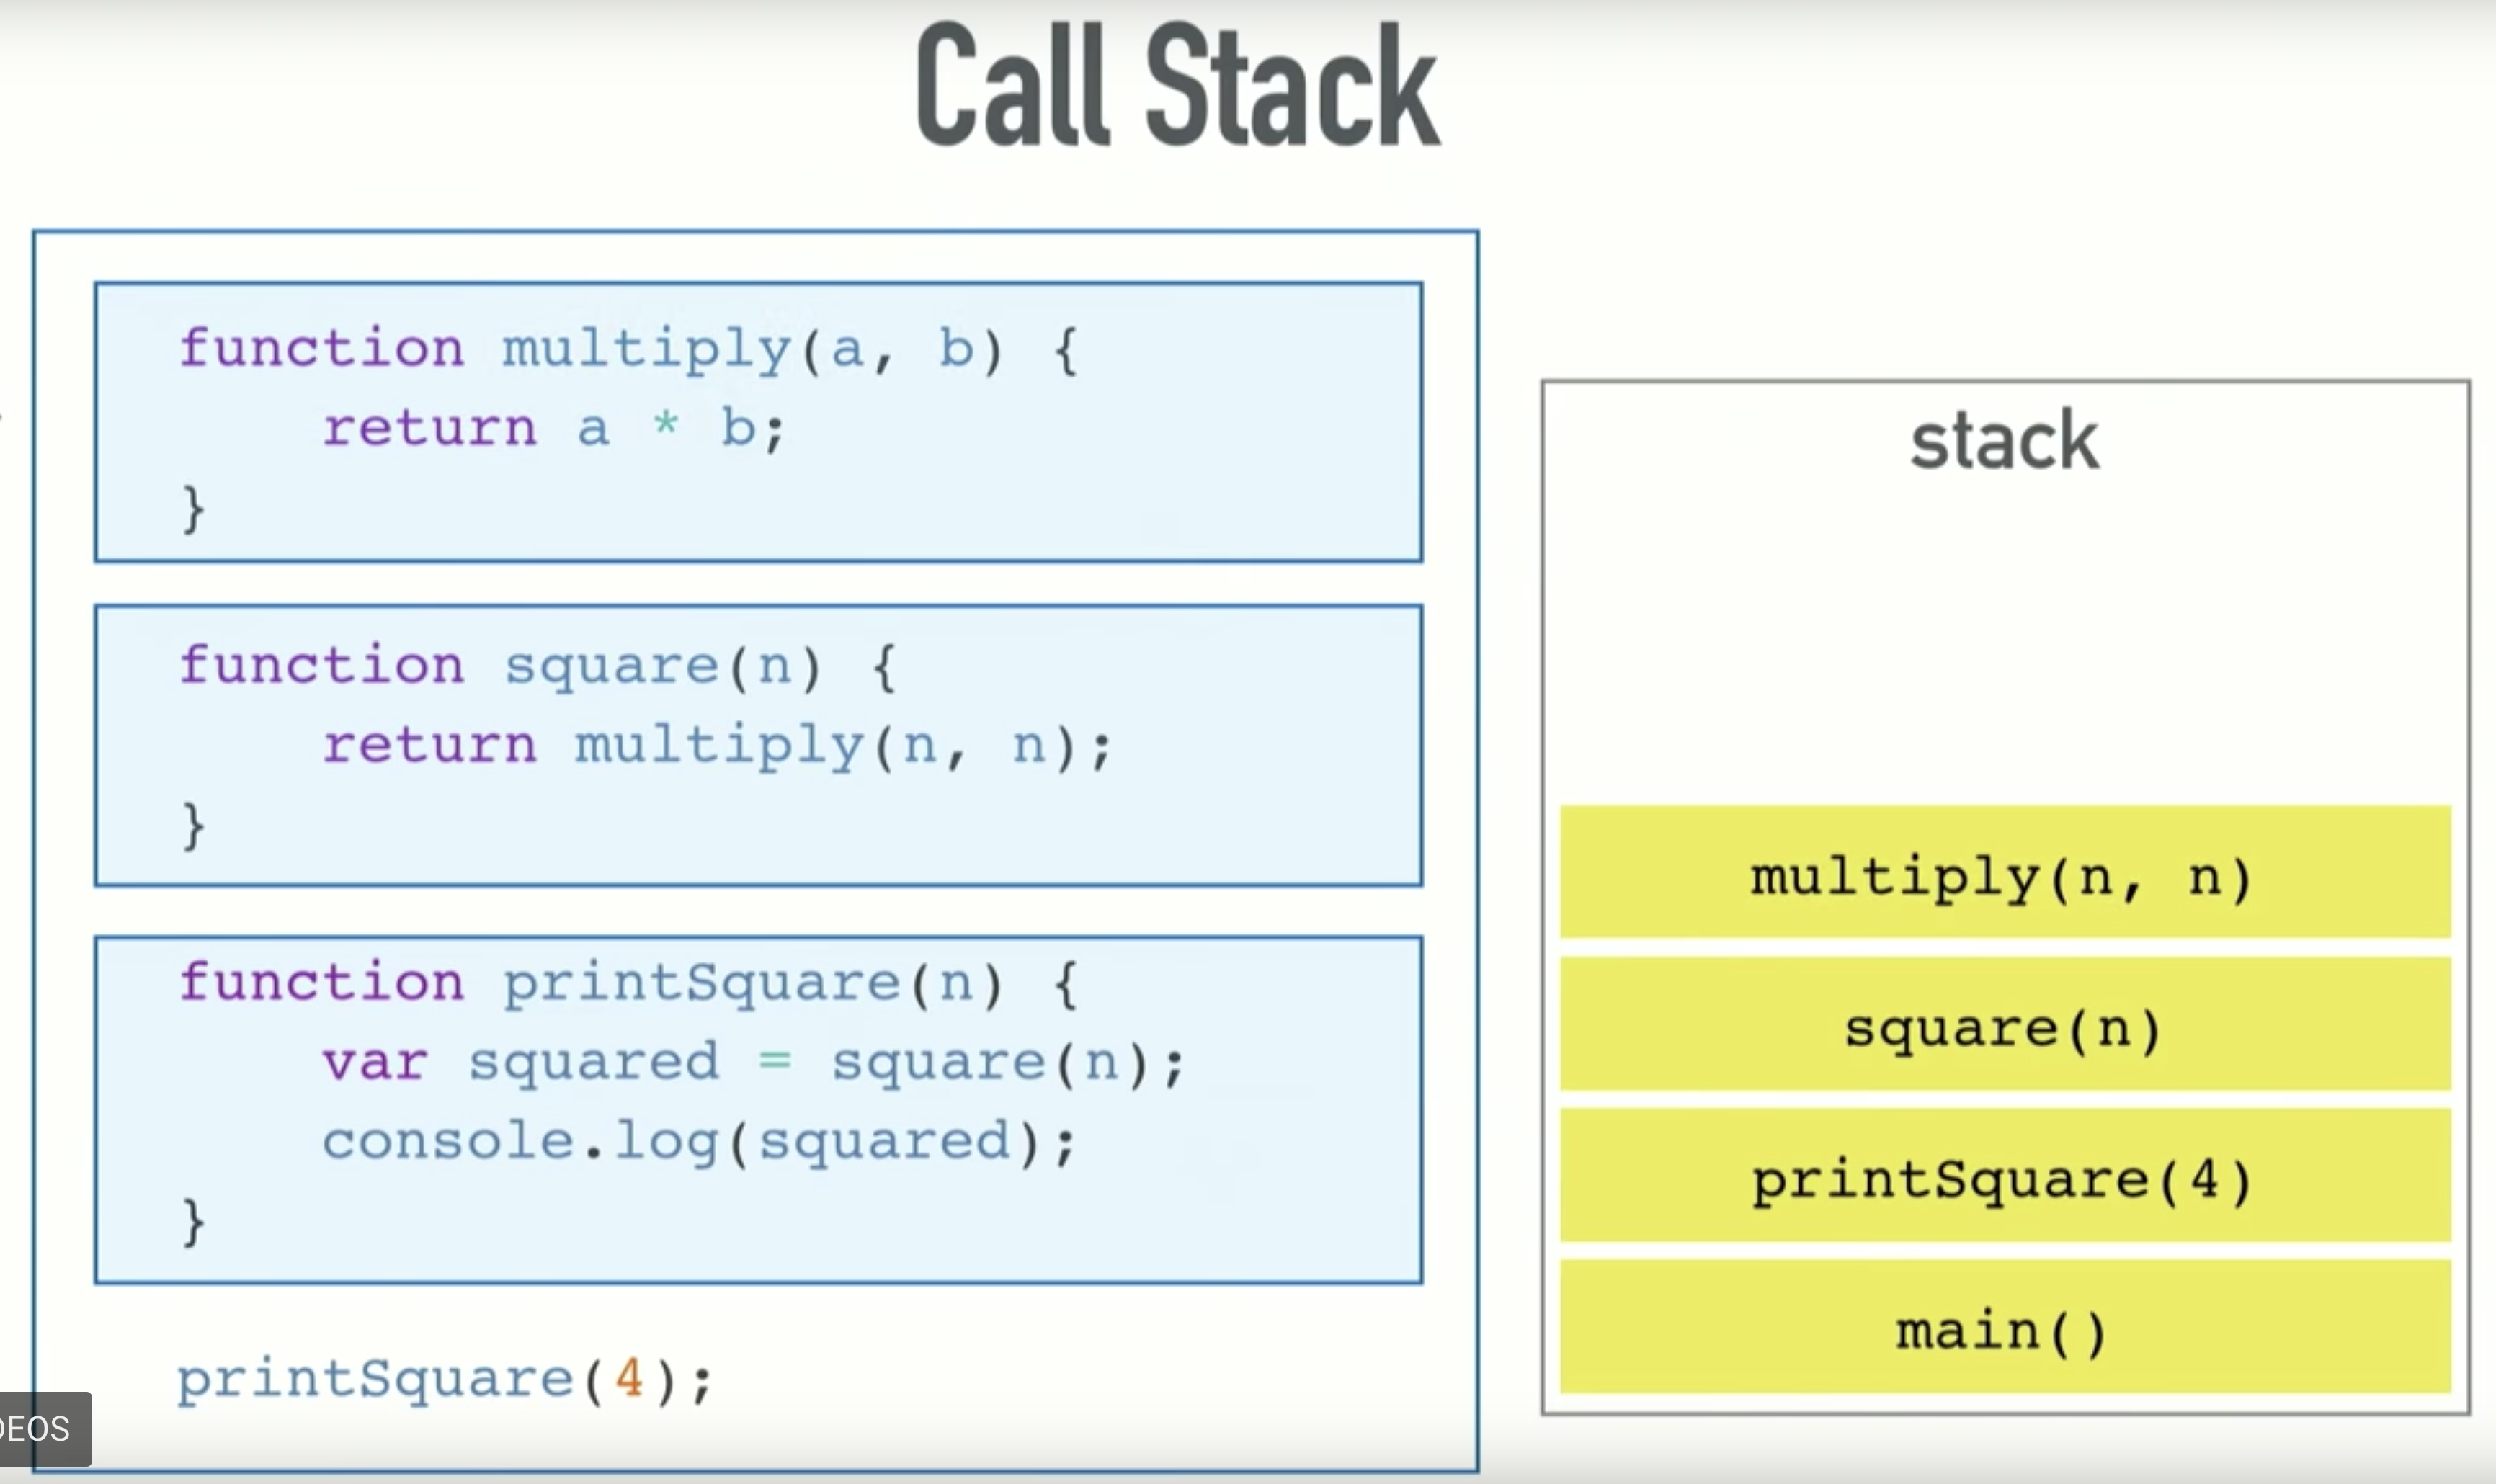 Call Stack
function multiply(a, b) {
    return a * b;
}
function square(n) {
    return multiply(n, n);
}
function printSquare(n) {
    var squared = square(n);
    console.log(squared);
}
printSquare(4);
stack
multiply(n, n)
square(n)
printSquare(4)
main()
DEOS